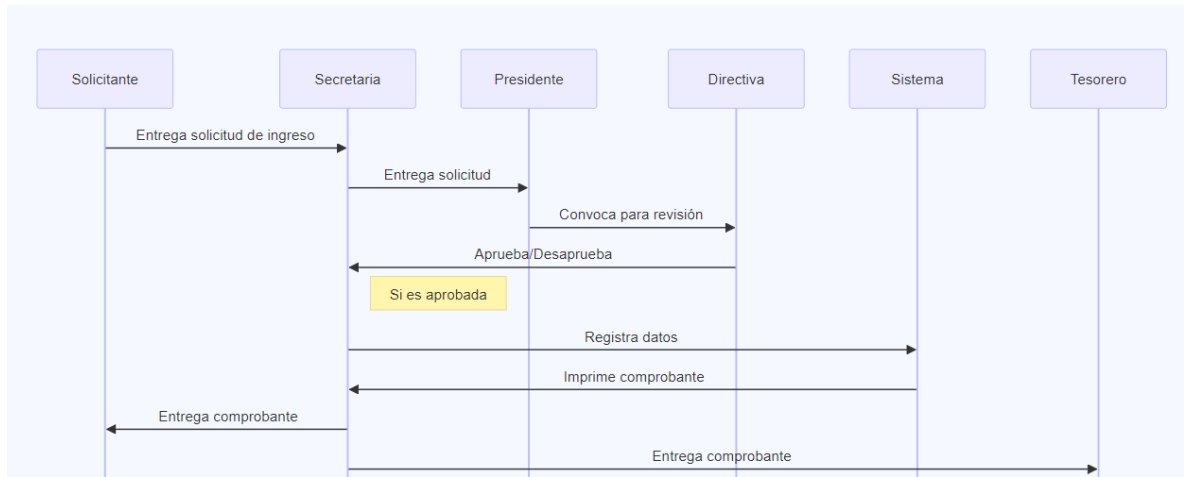 Solicitante
Secretaria
Presidente
Directiva
Sistema
Tesorero
Entrega solicitud de ingreso
Entrega solicitud
Convoca para revisión
Aprueba/Desaprueba
Si es aprobada
Registra datos
Imprime comprobante
Entrega comprobante
Entrega comprobante